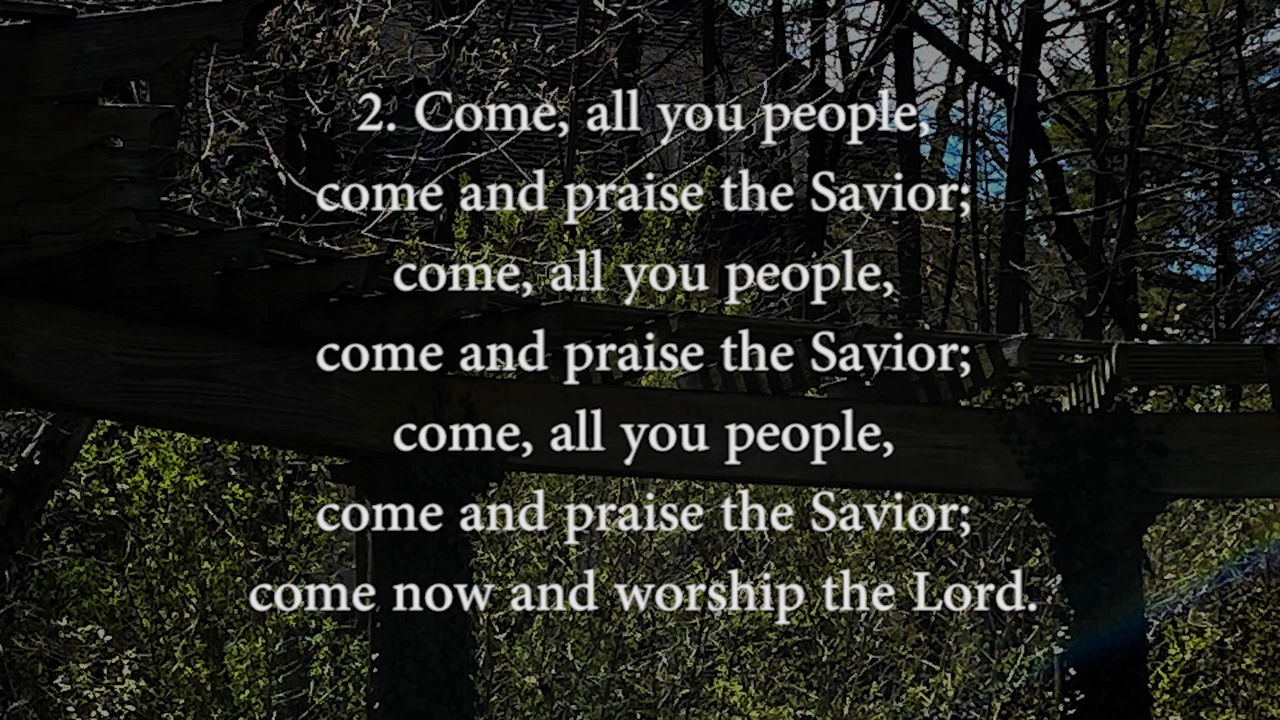 2. Come, all you people,
come and praise the Savior;
come, all you people,
come and praise the Savior;
come, all you people,
come and praise the Savior;
come now and worship the Lord.